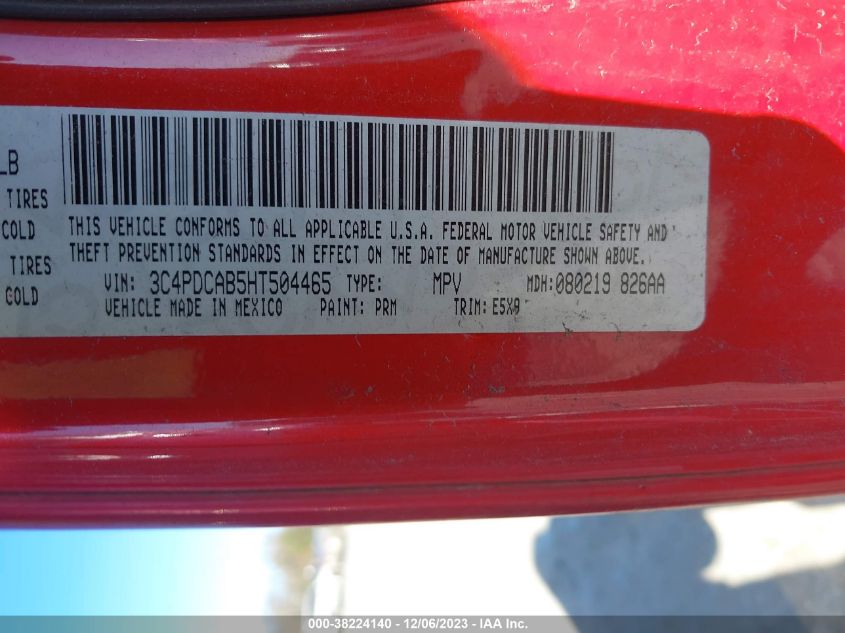 LB
TIRES
COLD
TIRES
COLD
THIS VEHICLE CONFORMS TO ALL APPLICABLE U.S.A. FEDERAL MOTOR VEHICLE SAFETY AND
THEFT PREVENTION STANDARDS IN EFFECT ON THE DATE OF MANUFACTURE SHOWN ABOVE.
VIN: 3C4PDCAB5HT504465 TYPE: MPV MDH:080219 826AA
VEHICLE MADE IN MEXICO PAINT: PRM TRIM: E5X9
000-38224140 - 12/06/2023 - IAA Inc.